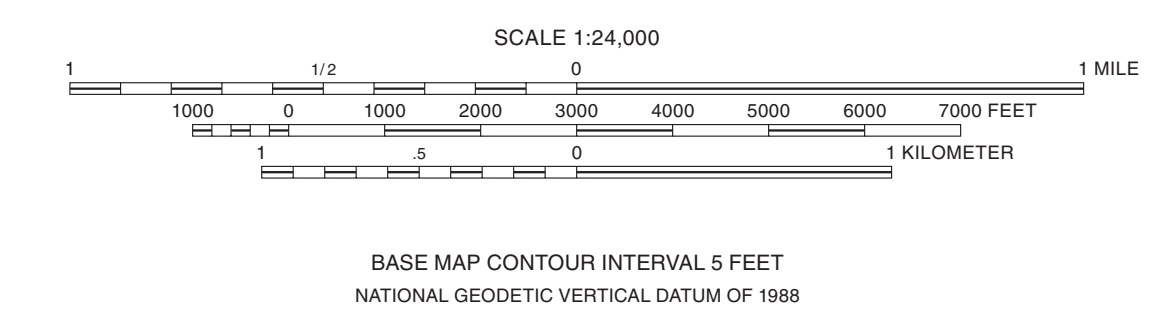 SCALE 1:24,000
1 1/2 0 1 MILE
1000 0 1000 2000 3000 4000 5000 6000 7000 FEET
1 .5 0 1 KILOMETER
BASE MAP CONTOUR INTERVAL 5 FEET
NATIONAL GEODETIC VERTICAL DATUM OF 1988